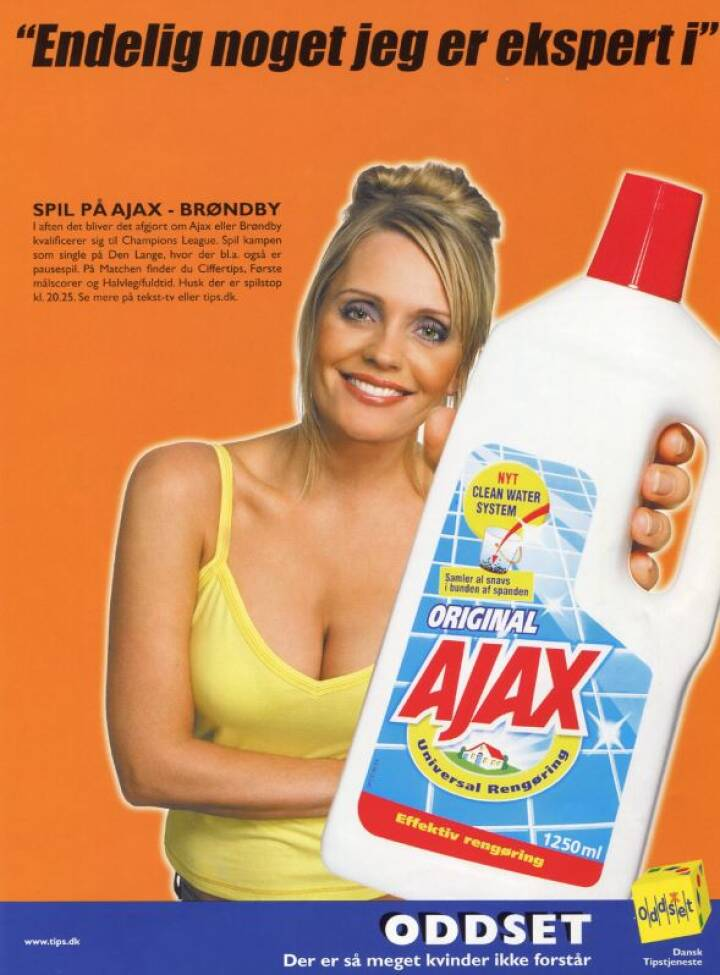 "Endelig noget jeg er ekspert i"
SPIL PÅ AJAX - BRØNDBY
I aften det bliver det afgjort om Ajax eller Brøndby
kvalificerer sig til Champions League. Spil kampen
som single på Den Lange, hvor der bl.a. også er
pausespil. På Matchen finder du Ciffertips, Første
målscorer og Halvleg/fuldtid. Husk der er spilstop
kl. 20.25. Se mere på tekst-tv eller tips.dk.
NYT
CLEAN WATER
SYSTEM
Samler al snavs
i bunden af spanden
ORIGINAL
AJAX
Universal Rengøring
Effektiv rengøring
1250 ml
www.tips.dk
ODDSET
Der er så meget kvinder ikke forstår
Oddset
Dansk
Tipstjeneste